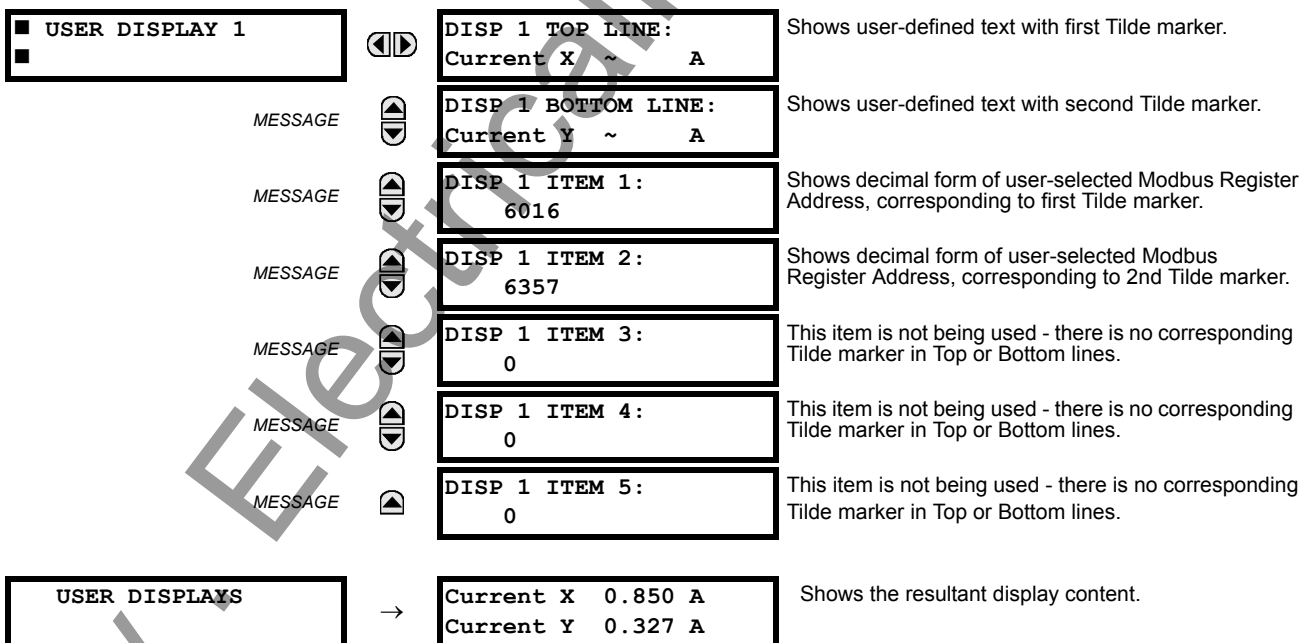 ■ USER DISPLAY 1
■
DISP 1 TOP LINE:
Current X ~ A
Shows user-defined text with first Tilde marker.
MESSAGE
DISP 1 BOTTOM LINE:
Current Y ~ A
Shows user-defined text with second Tilde marker.
MESSAGE
DISP 1 ITEM 1:
6016
Shows decimal form of user-selected Modbus Register
Address, corresponding to first Tilde marker.
MESSAGE
DISP 1 ITEM 2:
6357
Shows decimal form of user-selected Modbus
Register Address, corresponding to 2nd Tilde marker.
MESSAGE
DISP 1 ITEM 3:
0
This item is not being used - there is no corresponding
Tilde marker in Top or Bottom lines.
MESSAGE
DISP 1 ITEM 4:
0
This item is not being used - there is no corresponding
Tilde marker in Top or Bottom lines.
MESSAGE
DISP 1 ITEM 5:
0
This item is not being used - there is no corresponding
Tilde marker in Top or Bottom lines.
USER DISPLAYS
→
Current X 0.850 A
Current Y 0.327 A
Shows the resultant display content.
Electrical